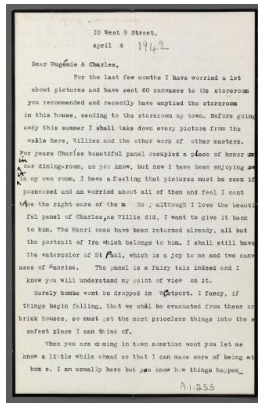 10 West 9 Street,
April 4 1942
Dear Eugénie & Charles,
For the last few months I have worried a lot
about pictures and have sent 60 canvases to the storeroom
you recommended and recently have emptied the storeroom
in this house, sending to the storeroom up town. Before going
away this summer I shall take down every picture from the
walls here, Willies and the other work of other masters.
For years Charles beautiful panel occupied a place of honor in
our dining-room, as you know, but now I have been enjoying it
in my own room. I have a feeling that pictures must be seen if
possessed and am worried about all of them and feel I cant
the right care of the m So, although I love the beauti
ful panel of Charles, as Willie did, I want to give it back
to him. The Henri ones have been returned already, all but
the portrait of Ira which belongs to him. I shall still have
the watercolor of St Paul, which is a joy to me and two canv
ases of Maurice. The panel is a fairy tale indeed and I
know you will understand my point of view on it.
Surely bombs wont be dropped in Westport. I fancy, if
things begin falling, that we shall be evacuated from these
brick houses, so must get the most priceless things into the
safest place I can think of.
When you are coming in town sometime wont you let me
know a little while ahead so that I can make sure of being at
hom e. I am usually here but you know how things happen
A1.255